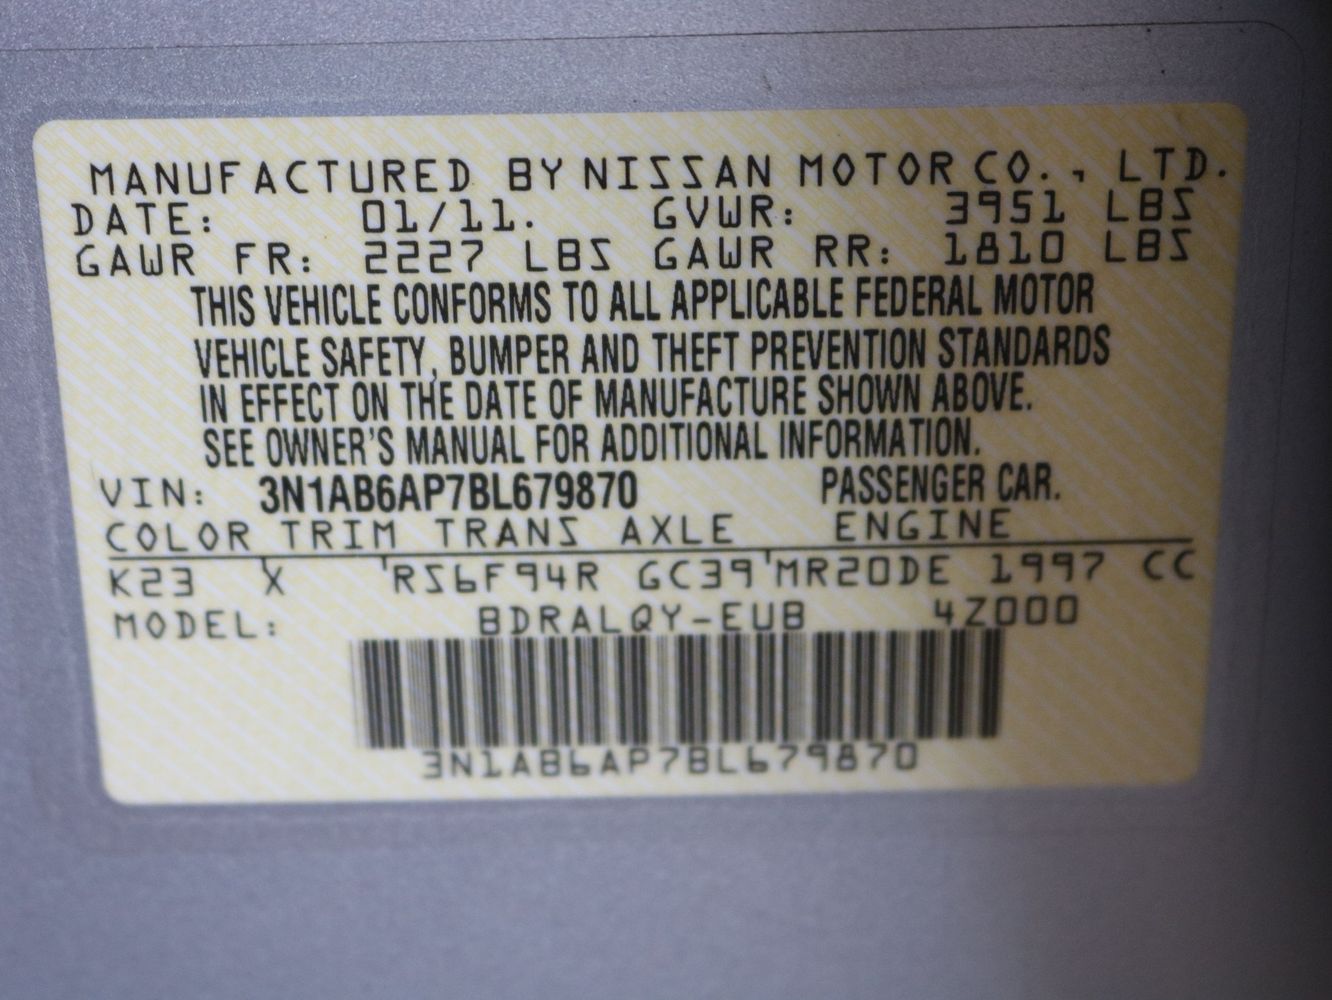 MANUFACTURED BY NISSAN MOTOR CO., LTD.
DATE: 01/11. GVWR: 3951 LBS
GAWR FR: 2227 LBS GAWR RR: 1810 LBS
THIS VEHICLE CONFORMS TO ALL APPLICABLE FEDERAL MOTOR
VEHICLE SAFETY, BUMPER AND THEFT PREVENTION STANDARDS
IN EFFECT ON THE DATE OF MANUFACTURE SHOWN ABOVE.
SEE OWNER'S MANUAL FOR ADDITIONAL INFORMATION.
VIN: 3N1AB6AP7BL679870 PASSENGER CAR.
COLOR TRIM TRANS AXLE ENGINE
K23 'X 'RS6F94R GC39'MR20DE 1997 CC
MODEL: BDRALQY-EUB 4Z000
3N1AB6AP7BL679870